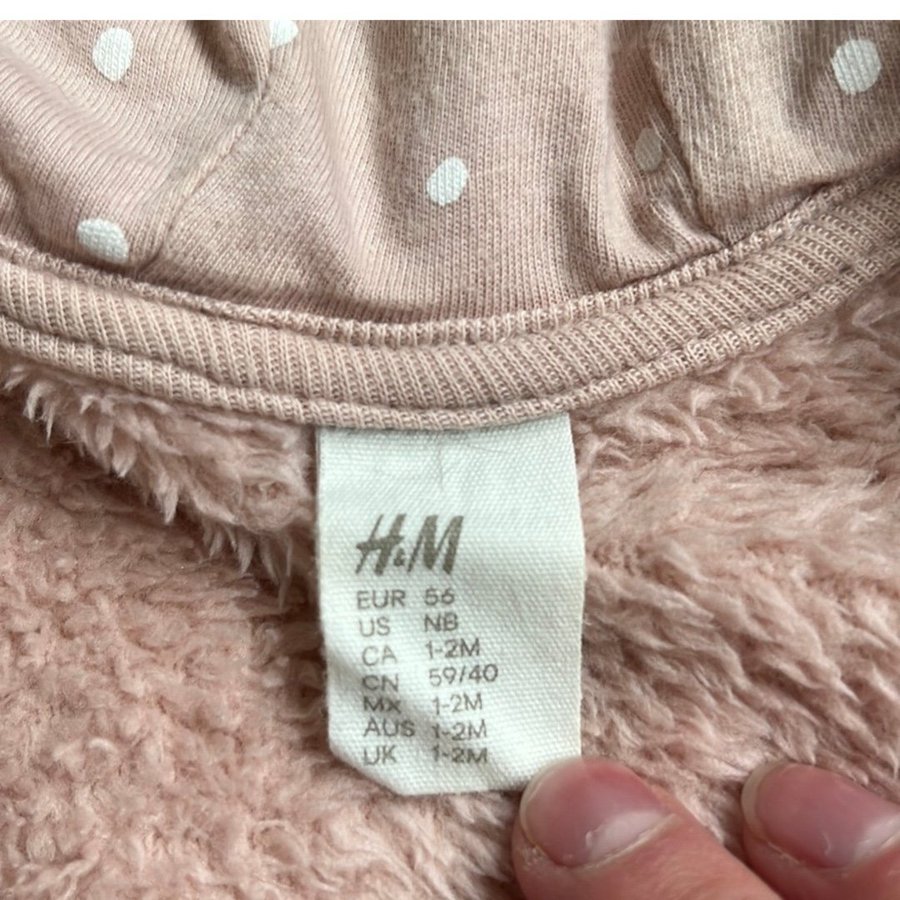 H&M
EUR 56
US NB
CA 1-2M
CN 59/40
MX 1-2M
AUS 1-2M
UK 1-2M